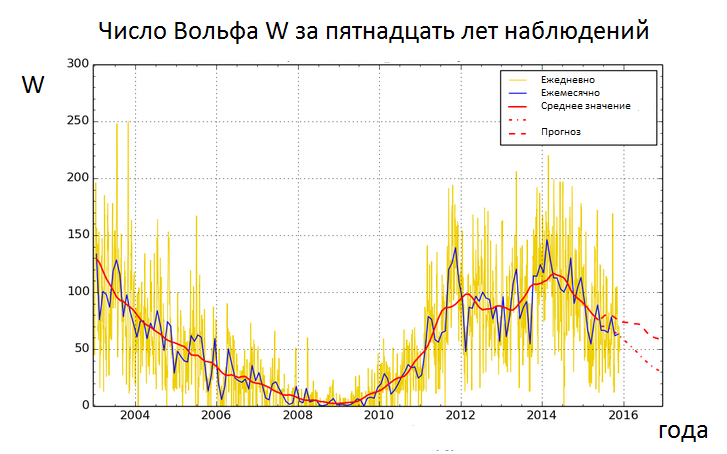 Число Вольфа W за пятнадцать лет наблюдений
W
300
250
200
150
100
50
0
Ежедневно
Ежемесячно
Среднее значение
Прогноз
2004 2006 2008 2010 2012 2014 2016
года